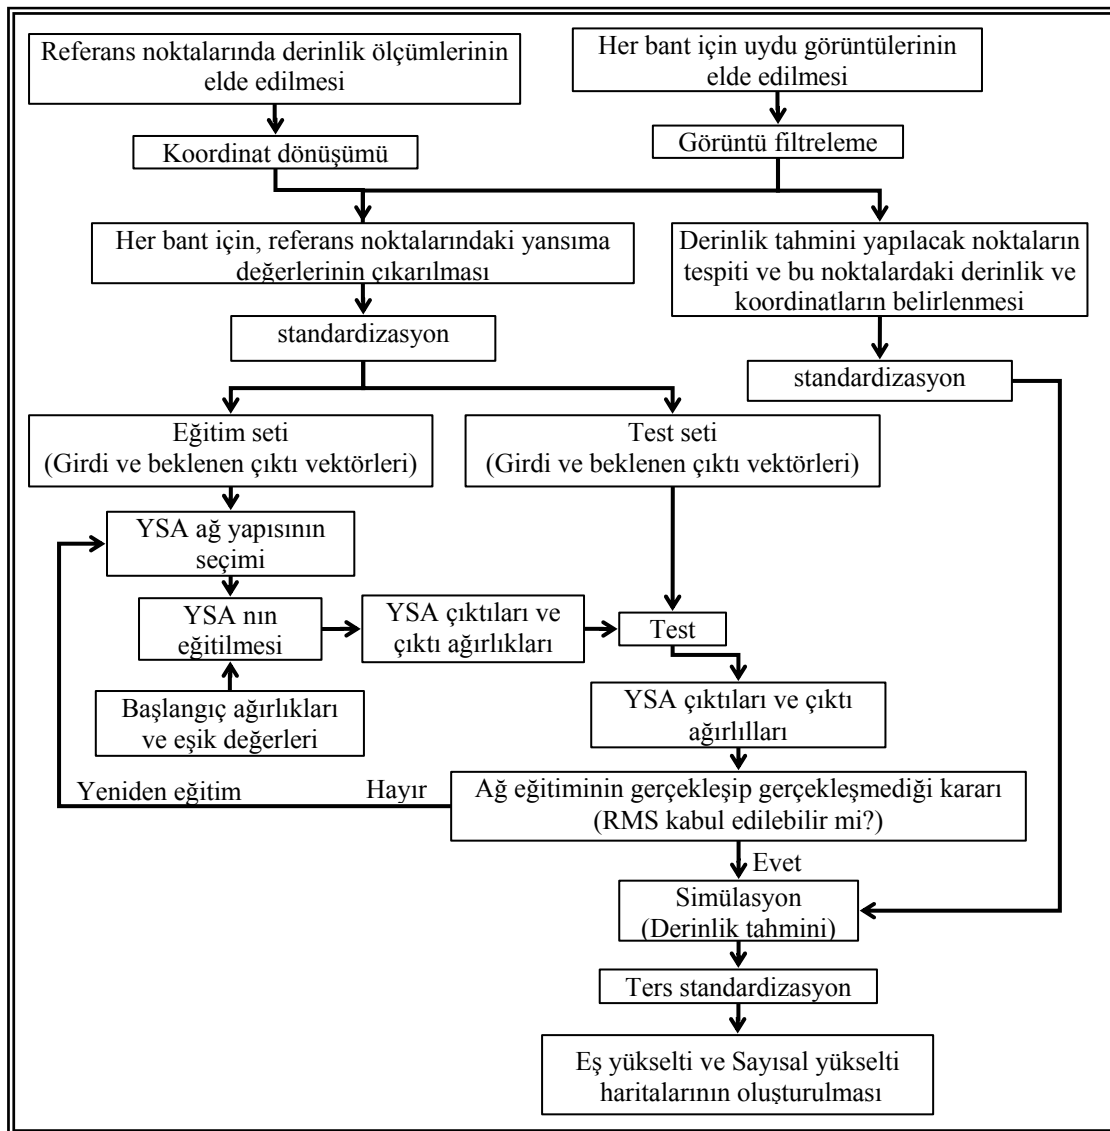 Referans noktalarında derinlik ölçümlerinin
elde edilmesi
Her bant için uydu görüntülerinin
elde edilmesi
Koordinat dönüşümü
Görüntü filtreleme
Her bant için, referans noktalarındaki yansıma
değerlerinin çıkarılması
Derinlik tahmini yapılacak noktaların
tespiti ve bu noktalardaki derinlik ve
koordinatların belirlenmesi
standardizasyon
standardizasyon
Eğitim seti
(Girdi ve beklenen çıktı vektörleri)
Test seti
(Girdi ve beklenen çıktı vektörleri)
YSA ağ yapısının
seçimi
YSA nın
eğitilmesi
YSA çıktıları ve
çıktı ağırlıkları
Test
Başlangıç ağırlıkları
ve eşik değerleri
YSA çıktıları ve çıktı
ağırlılları
Yeniden eğitim
Hayır
Ağ eğitiminin gerçekleşip gerçekleşmediği kararı
(RMS kabul edilebilir mi?)
Evet
Simülasyon
(Derinlik tahmini)
Ters standardizasyon
Eş yükselti ve Sayısal yükselti
haritalarının oluşturulması